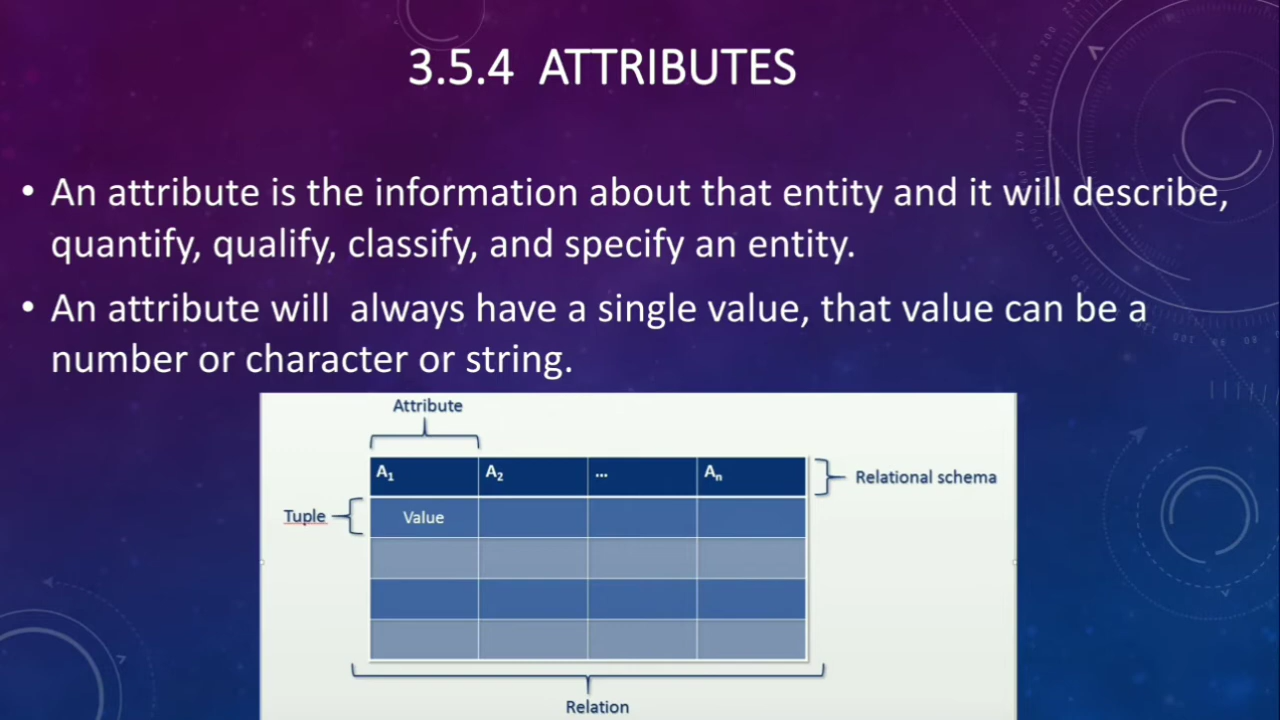 3.5.4 ATTRIBUTES
• An attribute is the information about that entity and it will describe,
quantify, qualify, classify, and specify an entity.
• An attribute will always have a single value, that value can be a
number or character or string.
Attribute
A1 A2 ... An
Relational schema
Tuple
Value
Relation